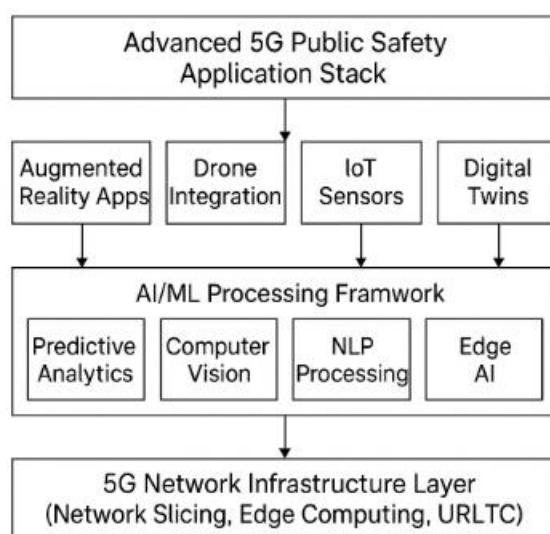 Advanced 5G Public Safety
Application Stack
Augmented
Reality Apps
Drone
Integration
IoT
Sensors
Digital
Twins
AI/ML Processing Framwork
Predictive
Analytics
Computer
Vision
NLP
Processing
Edge
AI
5G Network Infrastructure Layer
(Network Slicing, Edge Computing, URLTC)